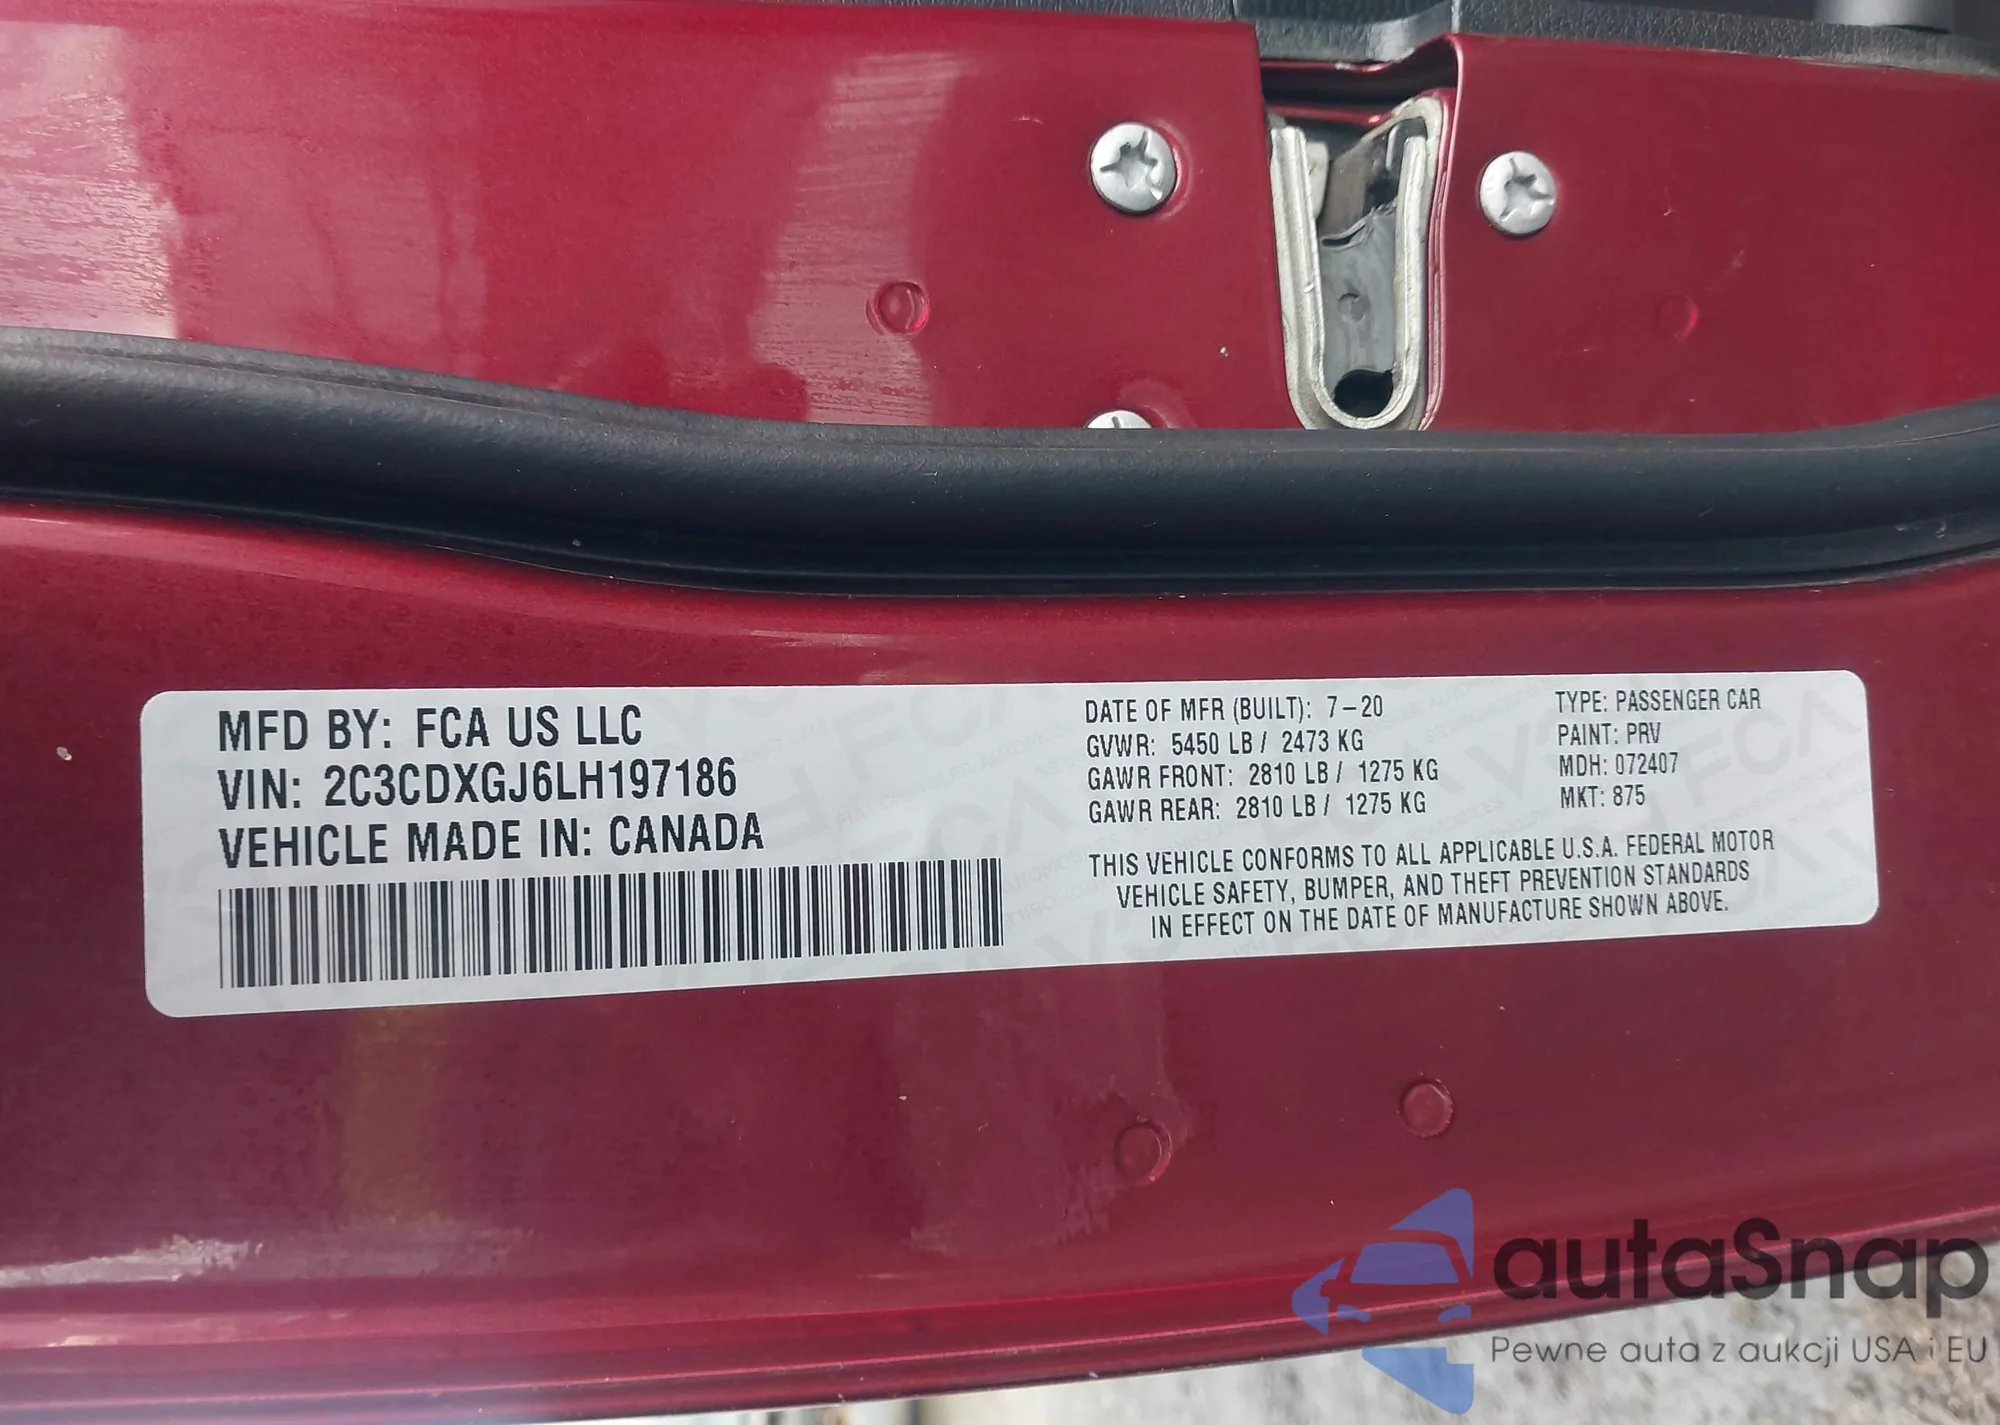 MFD BY: FCA US LLC
VIN: 2C3CDXGJ6LH197186
VEHICLE MADE IN: CANADA
DATE OF MFR (BUILT): 7-20
GVWR: 5450 LB / 2473 KG
GAWR FRONT: 2810 LB / 1275 KG
GAWR REAR: 2810 LB / 1275 KG
TYPE: PASSENGER CAR
PAINT: PRV
MDH: 072407
MKT: 875
THIS VEHICLE CONFORMS TO ALL APPLICABLE U.S.A. FEDERAL MOTOR
VEHICLE SAFETY, BUMPER, AND THEFT PREVENTION STANDARDS
IN EFFECT ON THE DATE OF MANUFACTURE SHOWN ABOVE.
autaSnap
Pewne auta z aukcji USA i EU